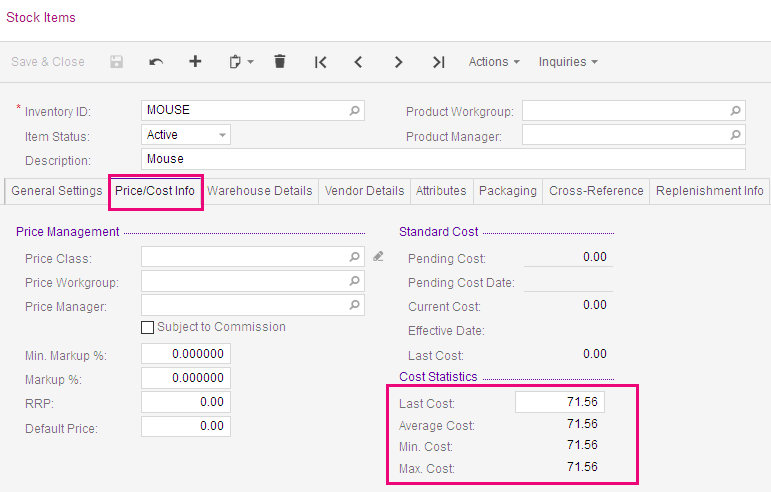 Stock Items
Save & Close Actions Inquiries
* Inventory ID: MOUSE Product Workgroup:
Item Status: Active Product Manager:
Description: Mouse
General Settings Price/Cost Info Warehouse Details Vendor Details Attributes Packaging Cross-Reference Replenishment Info
Price Management Standard Cost
Price Class: Pending Cost: 0.00
Price Workgroup: Pending Cost Date:
Price Manager: Current Cost: 0.00
Subject to Commission Effective Date:
Min. Markup %: 0.000000 Last Cost: 0.00
Markup %: 0.000000 Cost Statistics
RRP: 0.00 Last Cost: 71.56
Default Price: 0.00 Average Cost: 71.56
Min. Cost: 71.56
Max. Cost: 71.56